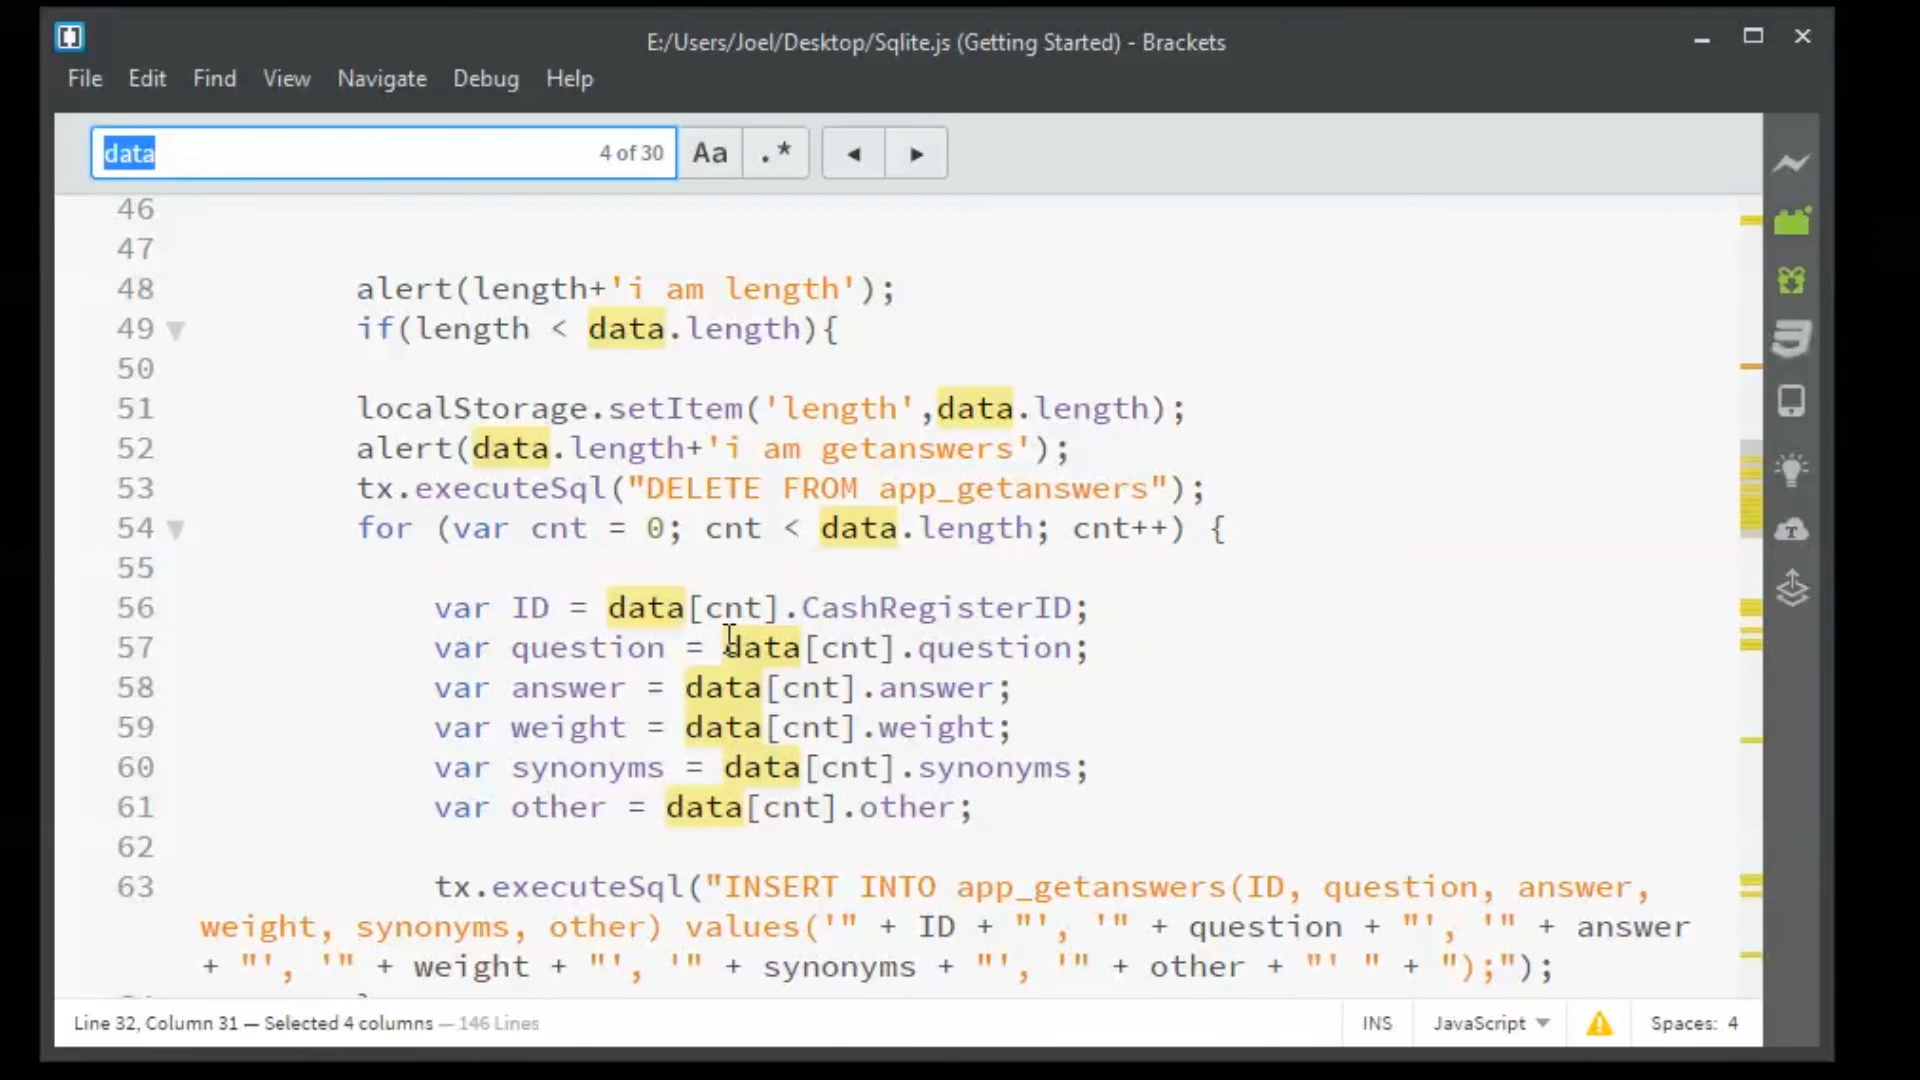 E:/Users/Joel/Desktop/Sqlite.js (Getting Started) - Brackets
File Edit Find View Navigate Debug Help
data 4 of 30 Aa .*
46
47
48 alert(length+'i am length');
49 if(length < data.length){
50
51 localStorage.setItem('length',data.length);
52 alert(data.length+'i am getanswers');
53 tx.executeSql("DELETE FROM app_getanswers");
54 for (var cnt = 0; cnt < data.length; cnt++) {
55
56 var ID = data[cnt].CashRegisterID;
57 var question = data[cnt].question;
58 var answer = data[cnt].answer;
59 var weight = data[cnt].weight;
60 var synonyms = data[cnt].synonyms;
61 var other = data[cnt].other;
62
63 tx.executeSql("INSERT INTO app_getanswers(ID, question, answer,
weight, synonyms, other) values('" + ID + "', '" + question + "', '" + answer
+ "', '" + weight + "', '" + synonyms + "', '" + other + "' " + ");");
Line 32, Column 31 — Selected 4 columns — 146 Lines INS JavaScript Spaces: 4